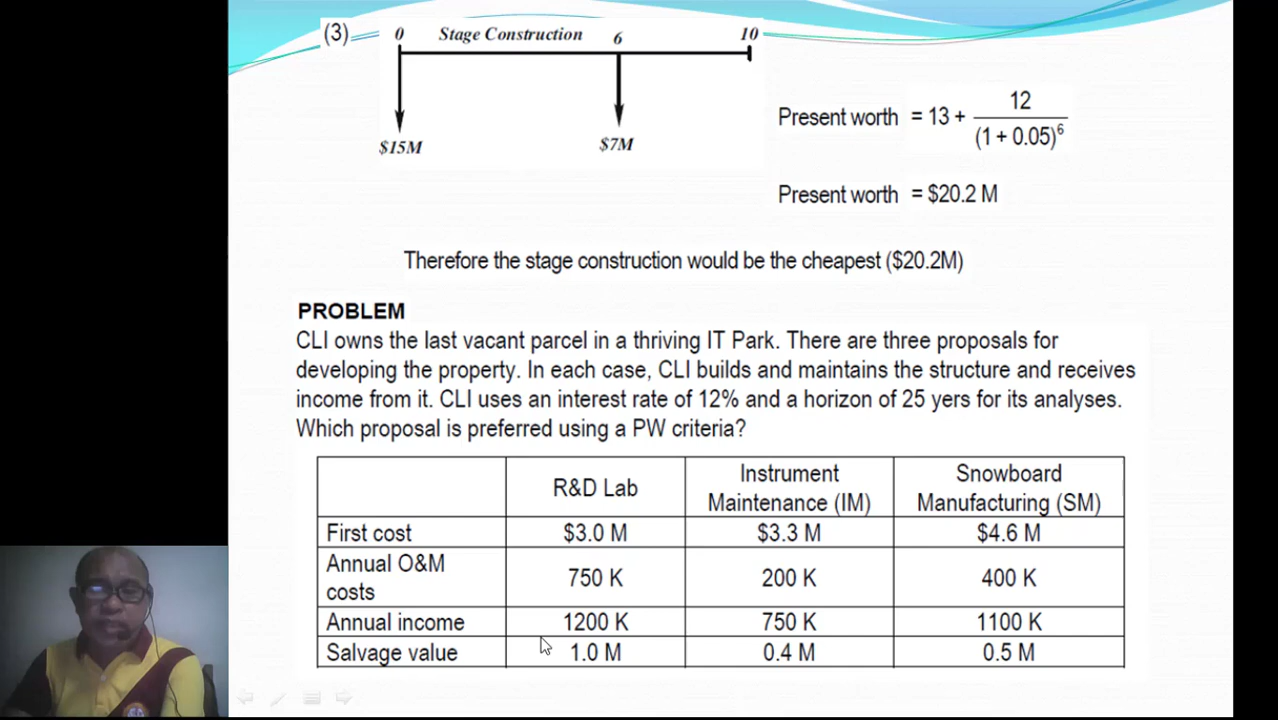 (3)
0 Stage Construction 6 10
$15M $7M
Present worth = 13 + 12 / (1 + 0.05)⁶
Present worth = $20.2 M
Therefore the stage construction would be the cheapest ($20.2M)
PROBLEM
CLI owns the last vacant parcel in a thriving IT Park. There are three proposals for
developing the property. In each case, CLI builds and maintains the structure and receives
income from it. CLI uses an interest rate of 12% and a horizon of 25 yers for its analyses.
Which proposal is preferred using a PW criteria?
R&D Lab Instrument Maintenance (IM) Snowboard Manufacturing (SM)
First cost $3.0 M $3.3 M $4.6 M
Annual O&M costs 750 K 200 K 400 K
Annual income 1200 K 750 K 1100 K
Salvage value 1.0 M 0.4 M 0.5 M